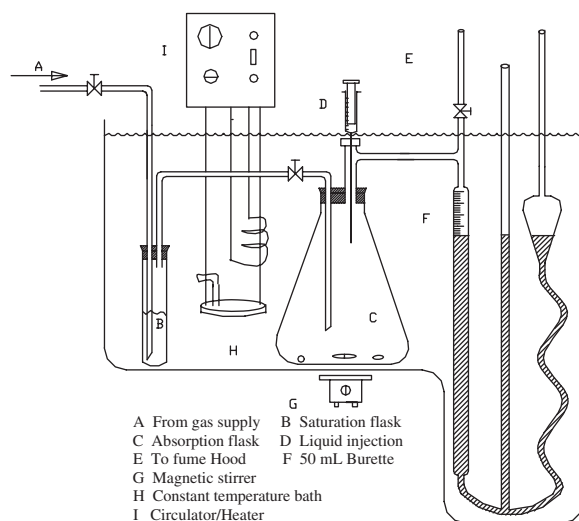 I
A
E
D
F
B
C
H
G
A From gas supply B Saturation flask
C Absorption flask D Liquid injection
E To fume Hood F 50 mL Burette
G Magnetic stirrer
H Constant temperature bath
I Circulator/Heater